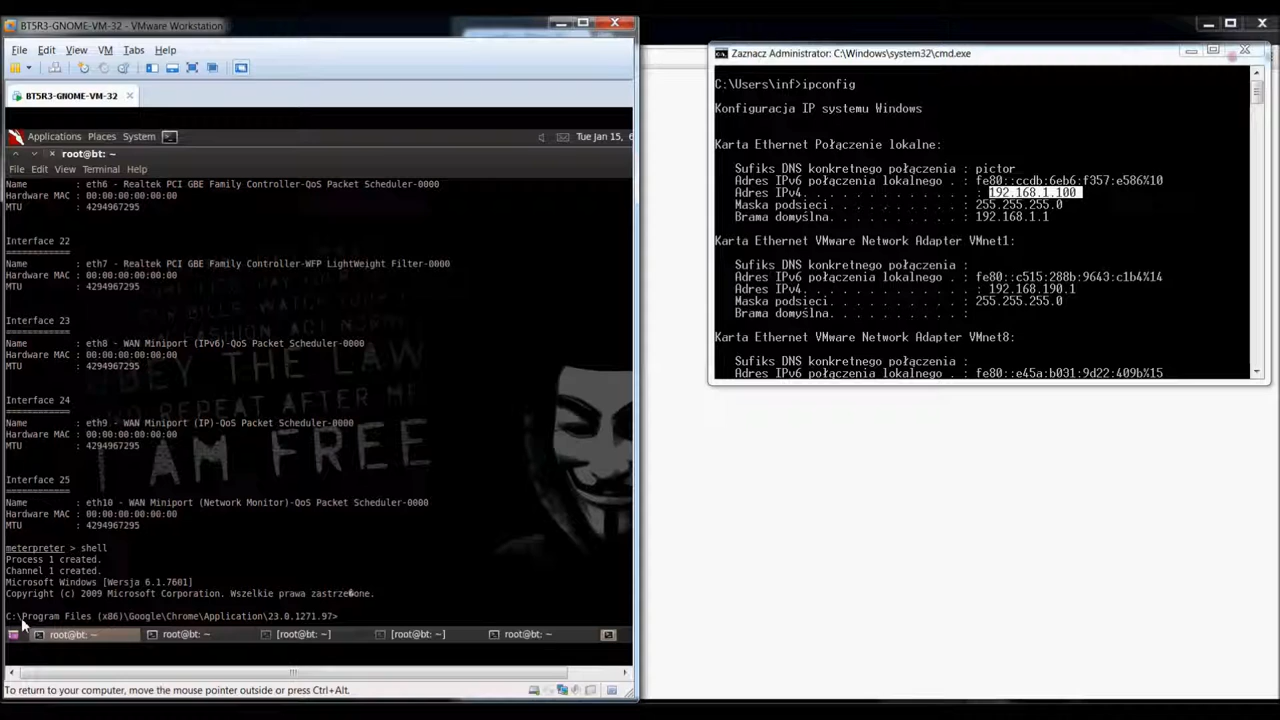 BT5R3-GNOME-VM-32 - VMware Workstation
File Edit View VM Tabs Help
BT5R3-GNOME-VM-32
Applications Places System
Tue Jan 15, 6
root@bt: ~
File Edit View Terminal Help
Name : eth6 - Realtek PCI GBE Family Controller-QoS Packet Scheduler-0000
Hardware MAC : 00:00:00:00:00:00
MTU : 4294967295
Interface 22
============
Name : eth7 - Realtek PCI GBE Family Controller-WFP LightWeight Filter-0000
Hardware MAC : 00:00:00:00:00:00
MTU : 4294967295
Interface 23
============
Name : eth8 - WAN Miniport (IPv6)-QoS Packet Scheduler-0000
Hardware MAC : 00:00:00:00:00:00
MTU : 4294967295
Interface 24
============
Name : eth9 - WAN Miniport (IP)-QoS Packet Scheduler-0000
Hardware MAC : 00:00:00:00:00:00
MTU : 4294967295
Interface 25
============
Name : eth10 - WAN Miniport (Network Monitor)-QoS Packet Scheduler-0000
Hardware MAC : 00:00:00:00:00:00
MTU : 4294967295
meterpreter > shell
Process 1 created.
Channel 1 created.
Microsoft Windows [Wersja 6.1.7601]
Copyright (c) 2009 Microsoft Corporation. Wszelkie prawa zastrze�one.
C:\Program Files (x86)\Google\Chrome\Application\23.0.1271.97>
OBEY THE LAW
REPEAT AFTER ME
I AM FREE
root@bt: ~
root@bt: ~
[root@bt: ~]
[root@bt: ~]
root@bt: ~
To return to your computer, move the mouse pointer outside or press Ctrl+Alt.
Zaznacz Administrator: C:\Windows\system32\cmd.exe
C:\Users\inf>ipconfig
Konfiguracja IP systemu Windows
Karta Ethernet Połączenie lokalne:
Sufiks DNS konkretnego połączenia : pictor
Adres IPv6 połączenia lokalnego . : fe80::ccdb:6eb6:f357:e586%10
Adres IPv4. . . . . . . . . . . . . : 192.168.1.100
Maska podsieci. . . . . . . . . . : 255.255.255.0
Brama domyślna. . . . . . . . . . : 192.168.1.1
Karta Ethernet VMware Network Adapter VMnet1:
Sufiks DNS konkretnego połączenia :
Adres IPv6 połączenia lokalnego . : fe80::c515:288b:9643:c1b4%14
Adres IPv4. . . . . . . . . . . . . : 192.168.190.1
Maska podsieci. . . . . . . . . . : 255.255.255.0
Brama domyślna. . . . . . . . . . :
Karta Ethernet VMware Network Adapter VMnet8:
Sufiks DNS konkretnego połączenia :
Adres IPv6 połączenia lokalnego . : fe80::e45a:b031:9d22:409b%15